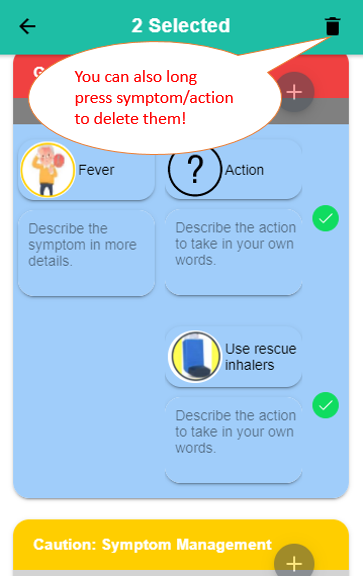 2 Selected
G
You can also long
press symptom/action
to delete them!
Fever
?
Action
Describe the
symptom in more
details.
Describe the action
to take in your own
words.
Use rescue
inhalers
Describe the action
to take in your own
words.
Caution: Symptom Management